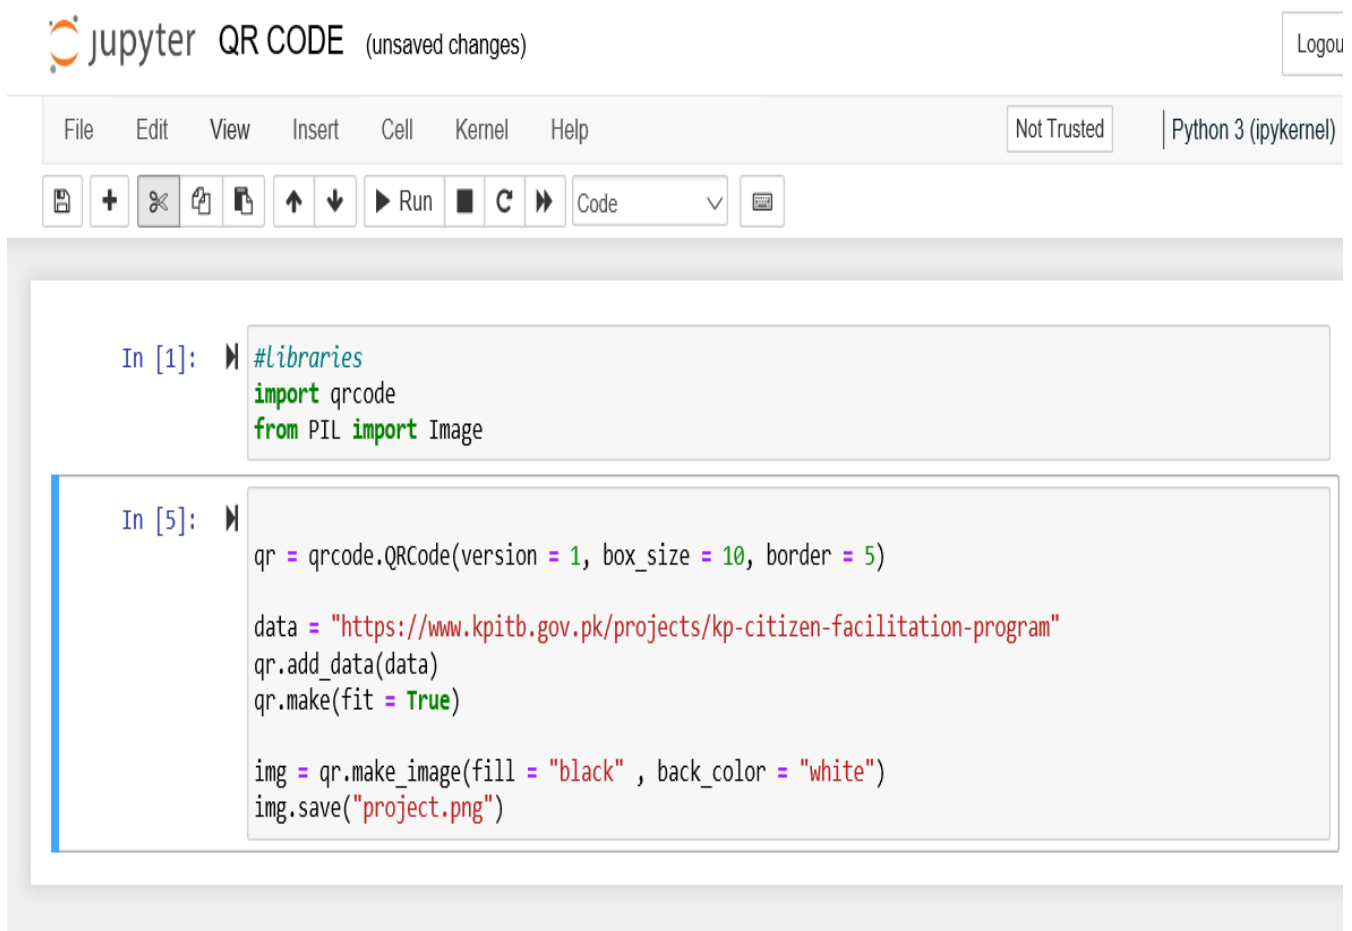 jupyter QR CODE (unsaved changes)
Logou
File Edit View Insert Cell Kernel Help Not Trusted Python 3 (ipykernel)
Run Code
In [1]: #libraries
import qrcode
from PIL import Image
In [5]:
qr = qrcode.QRCode(version = 1, box_size = 10, border = 5)
data = "https://www.kpitb.gov.pk/projects/kp-citizen-facilitation-program"
qr.add_data(data)
qr.make(fit = True)
img = qr.make_image(fill = "black" , back_color = "white")
img.save("project.png")